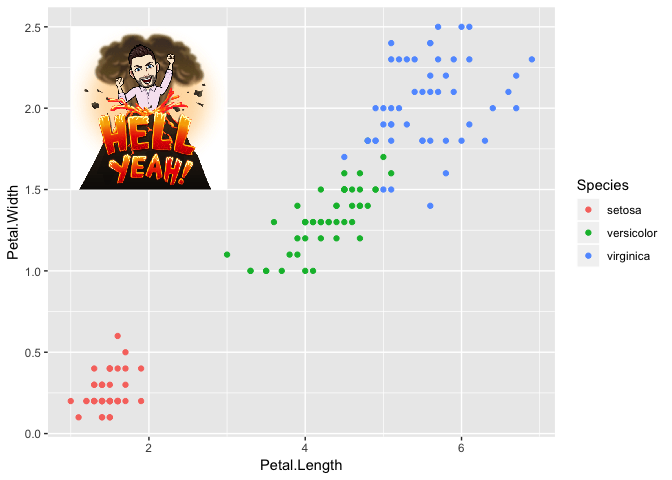 2.5
2.0
1.5
1.0
0.5
0.0
Petal.Width
HELL
YEAH!
2
4
6
Petal.Length
Species
setosa
versicolor
virginica